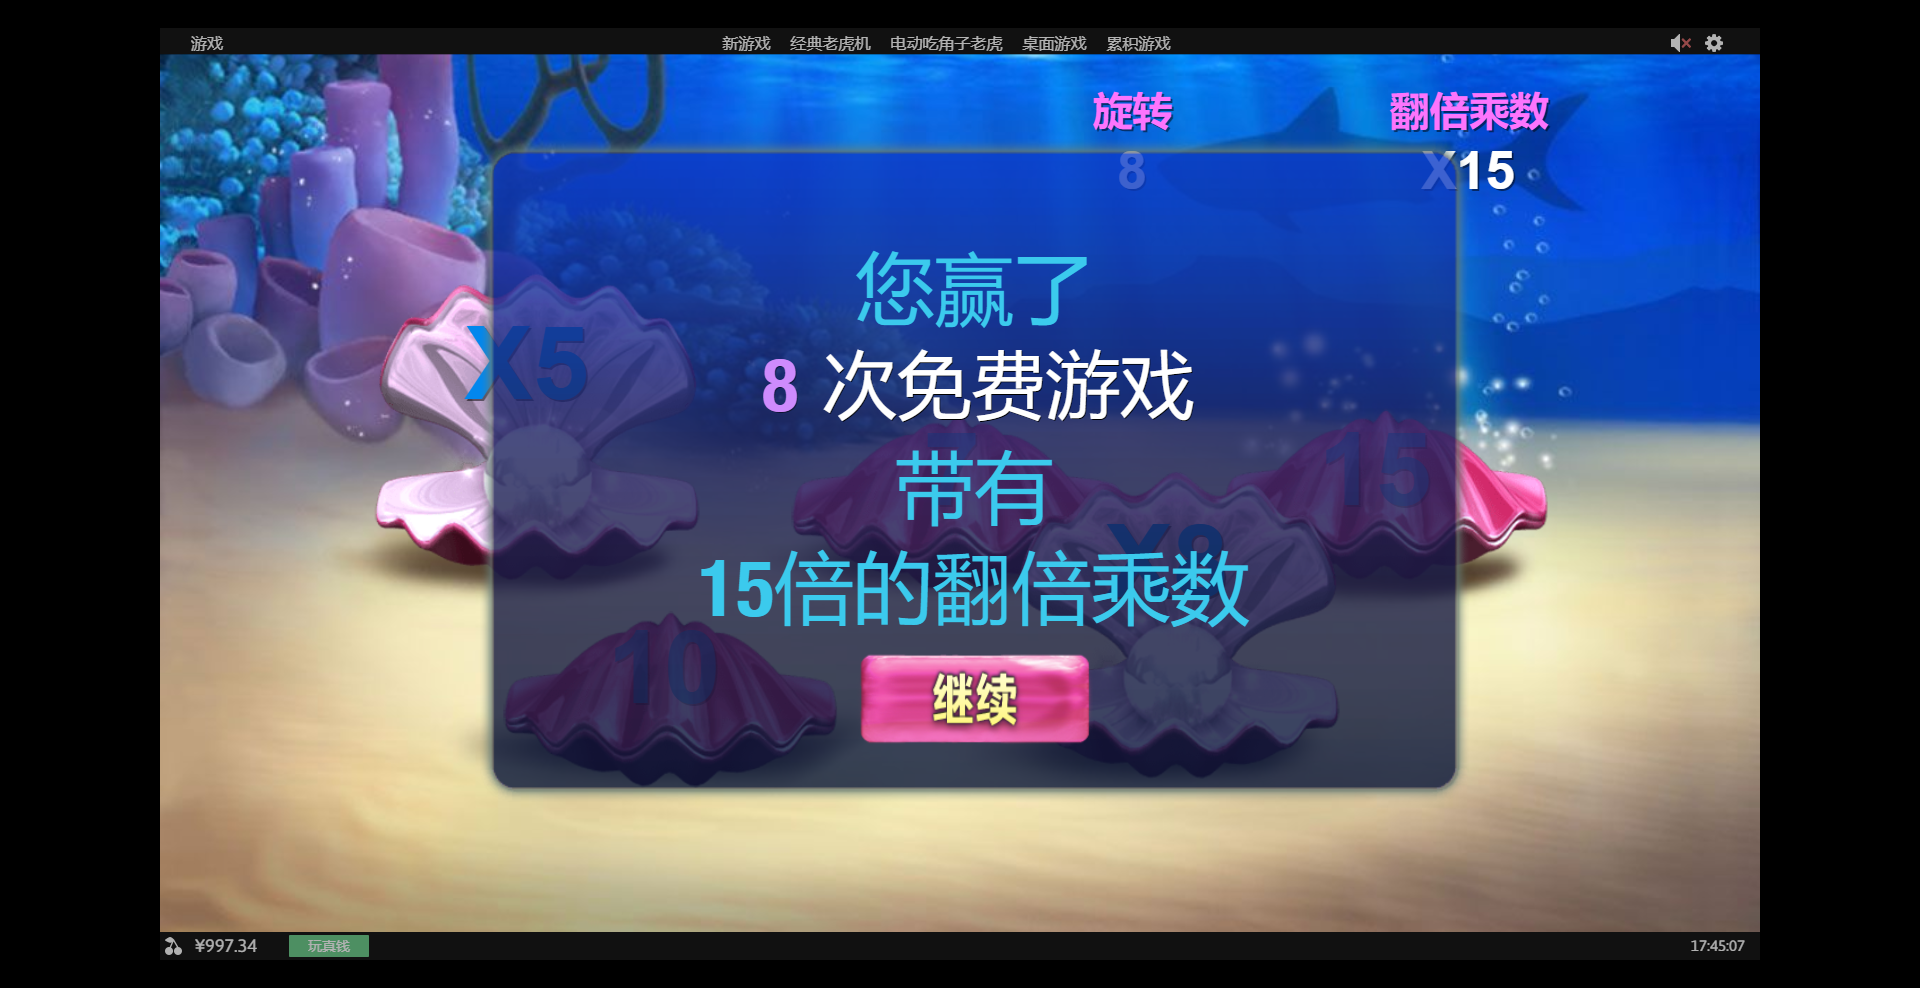 游戏
新游戏 经典老虎机 电动吃角子老虎 桌面游戏 累积游戏
旋转 翻倍乘数
8 X15
您赢了
X5
8 次免费游戏
带有
15
X8
15倍的翻倍乘数
10
继续
¥997.34 玩真钱 17:45:07